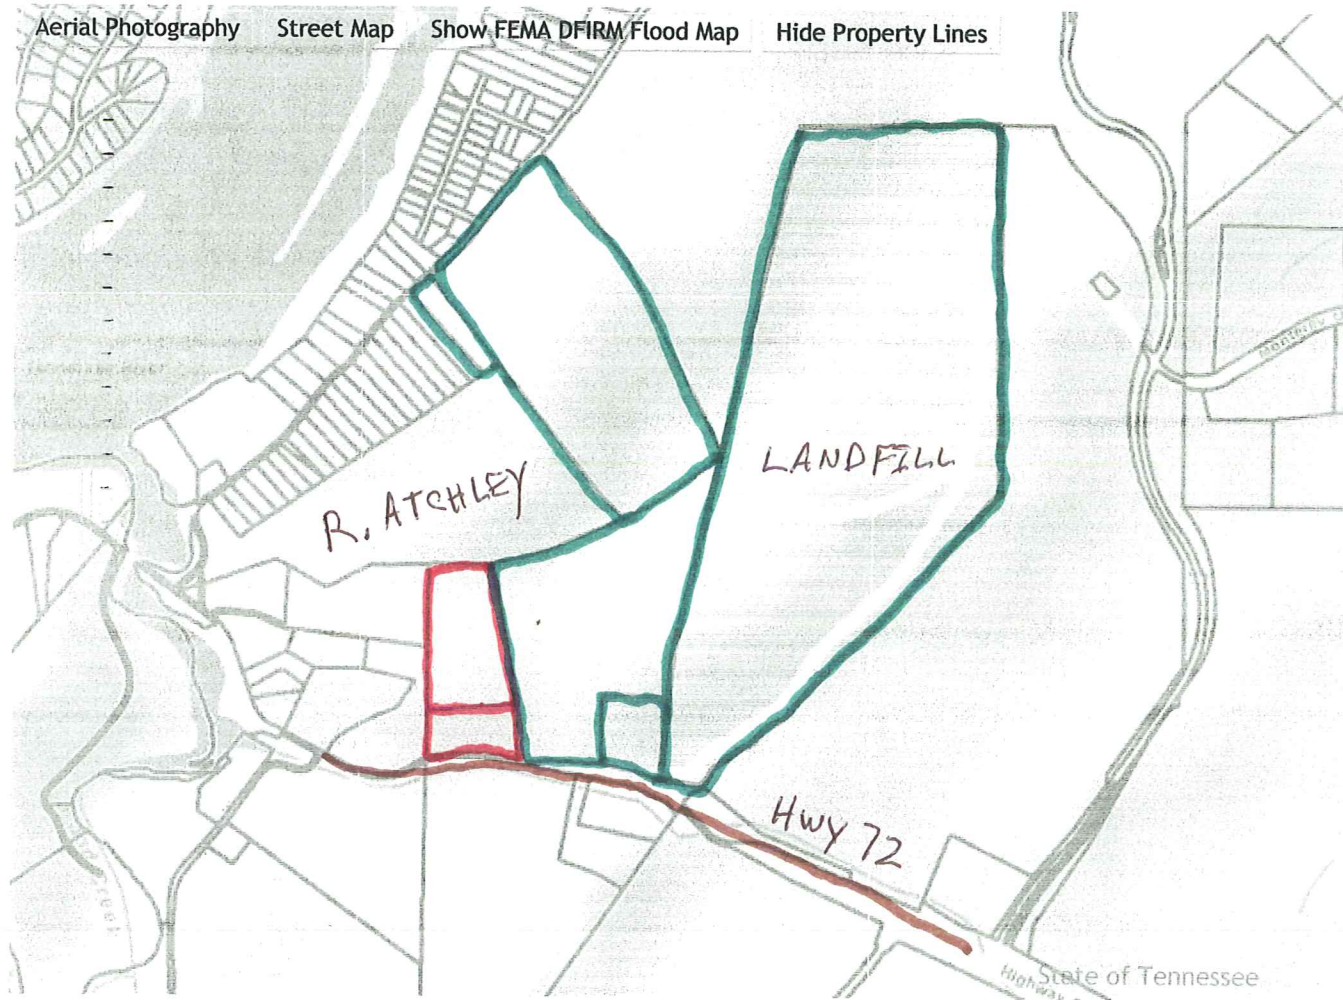 Aerial Photography Street Map Show FEMA DFIRM Flood Map Hide Property Lines
LANDFILL
R. ATCHLEY
HWY 72
Highway
State of Tennessee